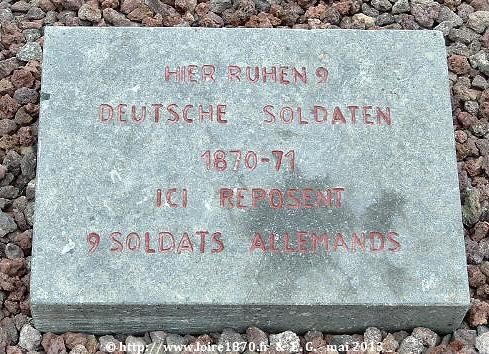 HIER RUHEN 9
DEUTSCHE SOLDATEN
1870-71
ICI REPOSENT
9 SOLDATS ALLEMANDS
© http://www.loire1870.fr & E.G. mai 2013